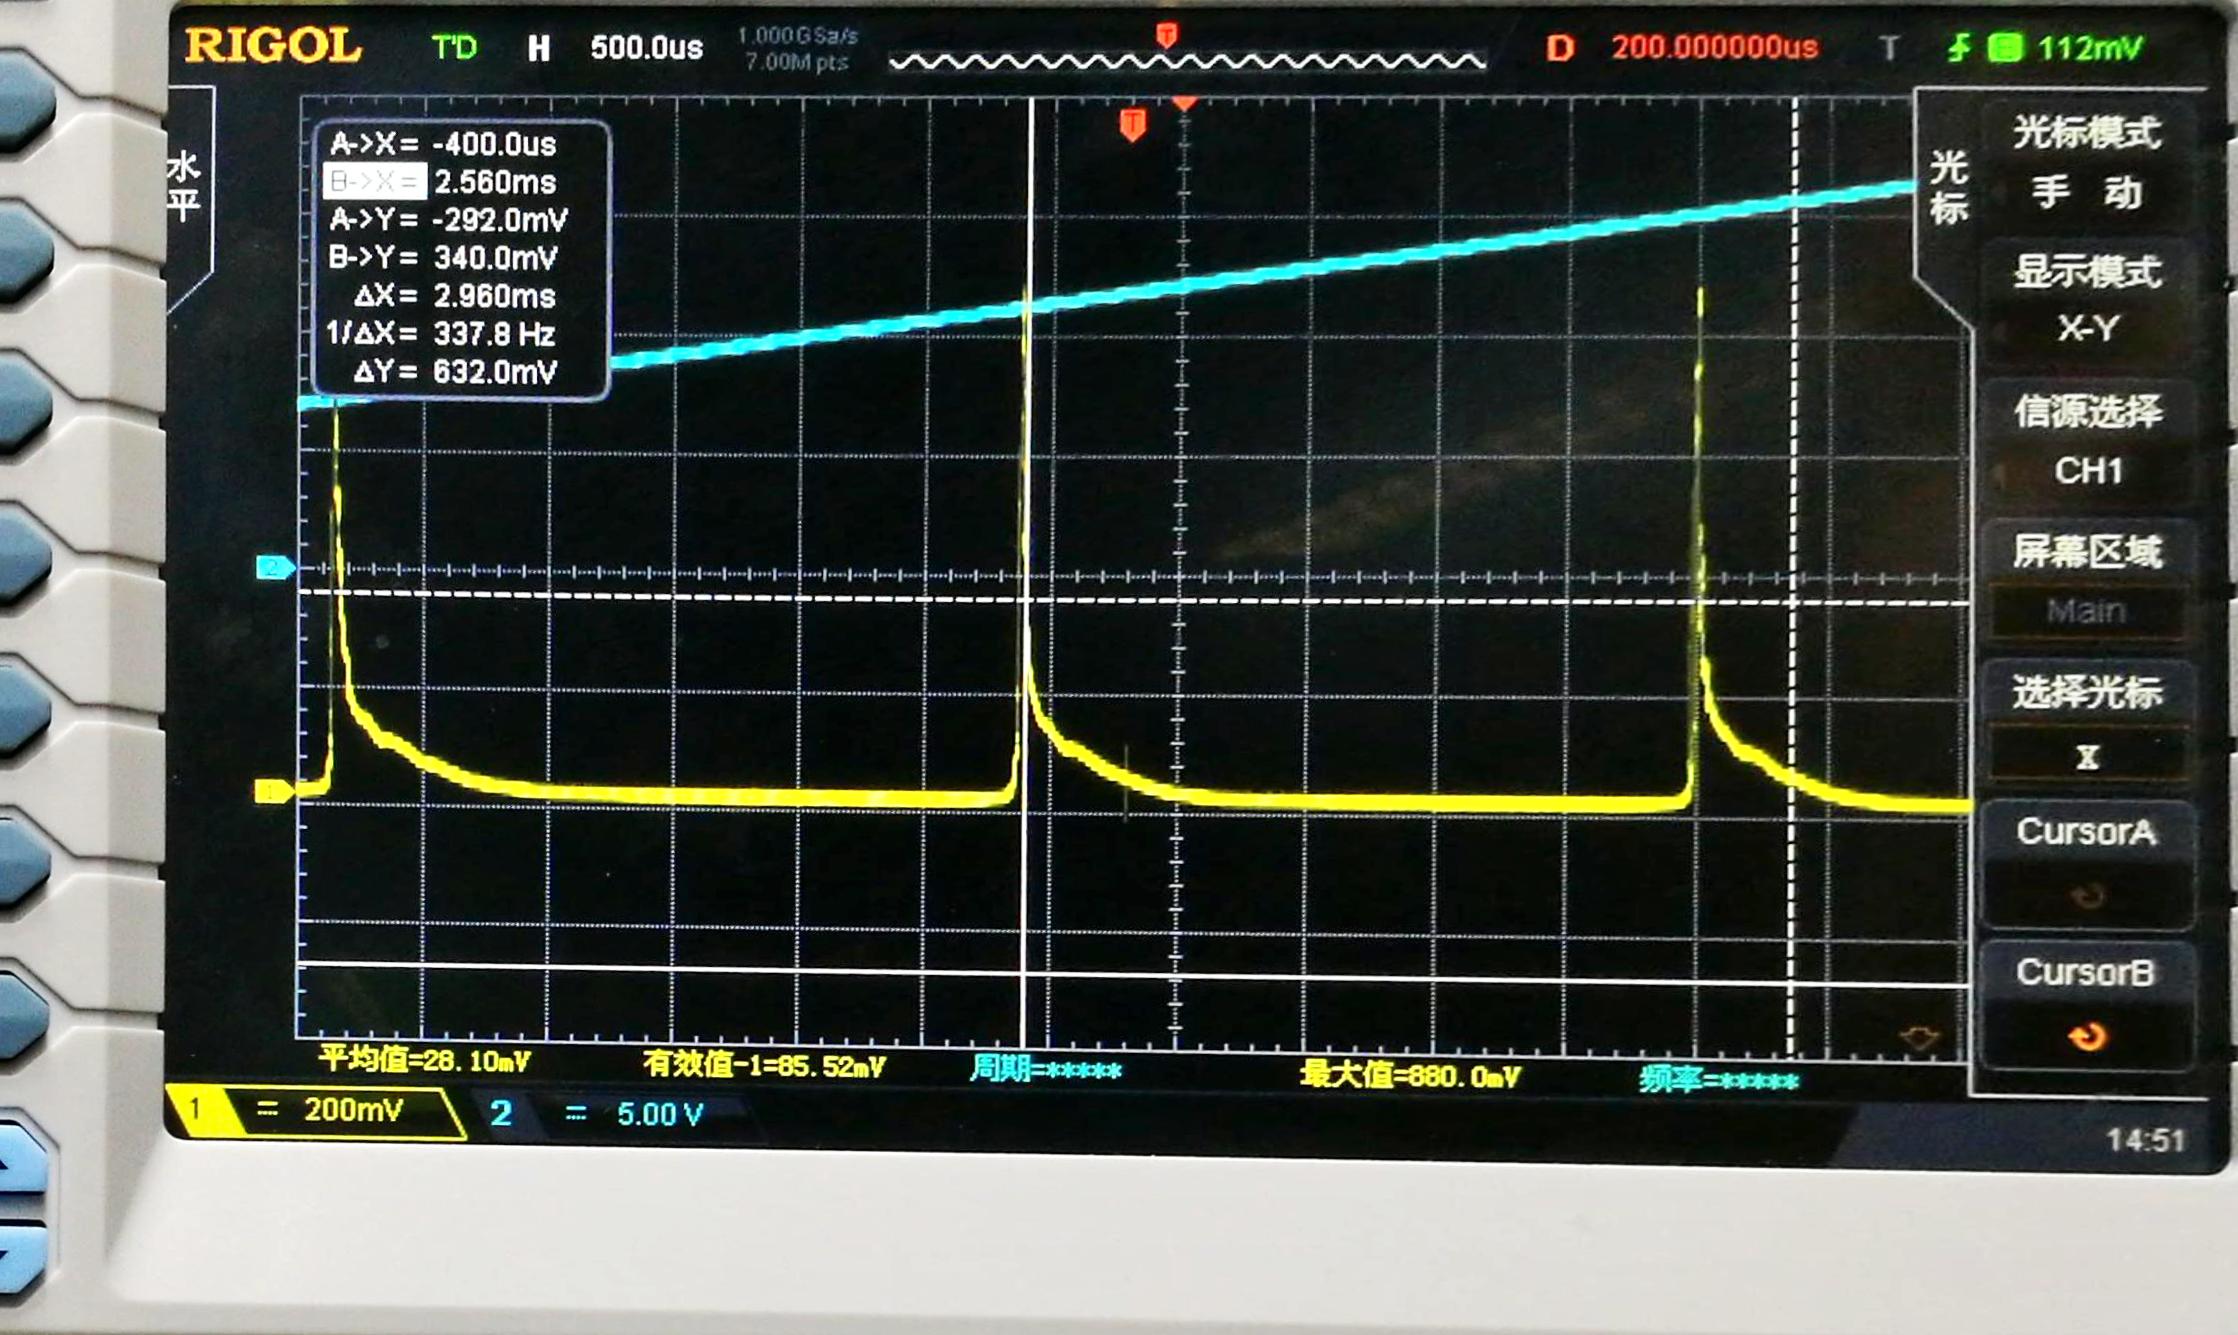 RIGOL T'D H 500.0us 1.000GSa/s 7.00M pts T D 200.000000us T 112mV
水平
A->X= -400.0us
B->X= 2.560ms
A->Y= -292.0mV
B->Y= 340.0mV
ΔX= 2.960ms
1/ΔX= 337.8 Hz
ΔY= 632.0mV
T
2
1
光标
光标模式
手 动
显示模式
X-Y
信源选择
CH1
屏幕区域
Main
选择光标
X
CursorA
CursorB
平均值=28.10mV 有效值-1=85.52mV 周期=***** 最大值=880.0mV 频率=*****
1 200mV 2 5.00 V
14:51